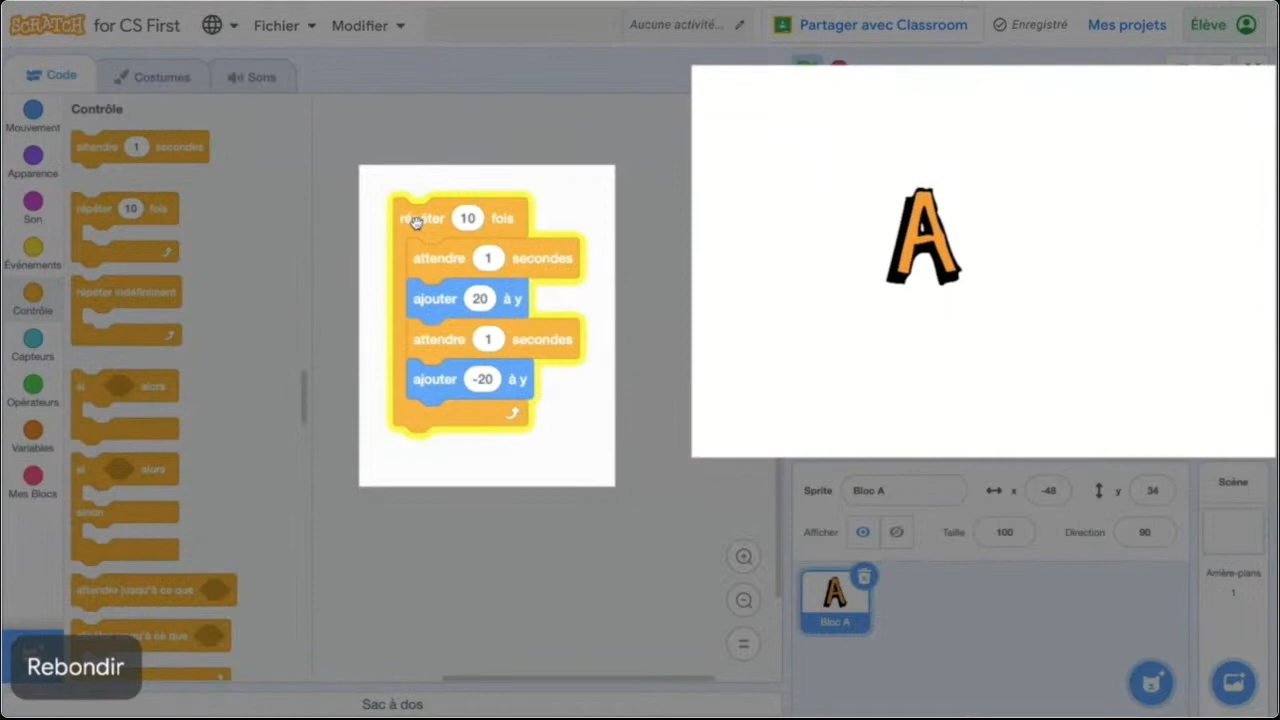 SCRATCH for CS First Fichier Modifier Aucune activité... Partager avec Classroom Enregistré Mes projets Élève
Code Costumes Sons
Mouvement
Apparence
Son
Événements
Contrôle
Capteurs
Opérateurs
Variables
Mes Blocs
Contrôle
attendre 1 secondes
répéter 10 fois
répéter indéfiniment
si alors
si alors
sinon
attendre jusqu'à ce que
jusqu'à ce que
répéter 10 fois
attendre 1 secondes
ajouter 20 à y
attendre 1 secondes
ajouter -20 à y
A
Sprite Bloc A x -48 y 34
Afficher Taille 100 Direction 90
Bloc A
Scène
Arrière-plans
1
Rebondir
Sac à dos